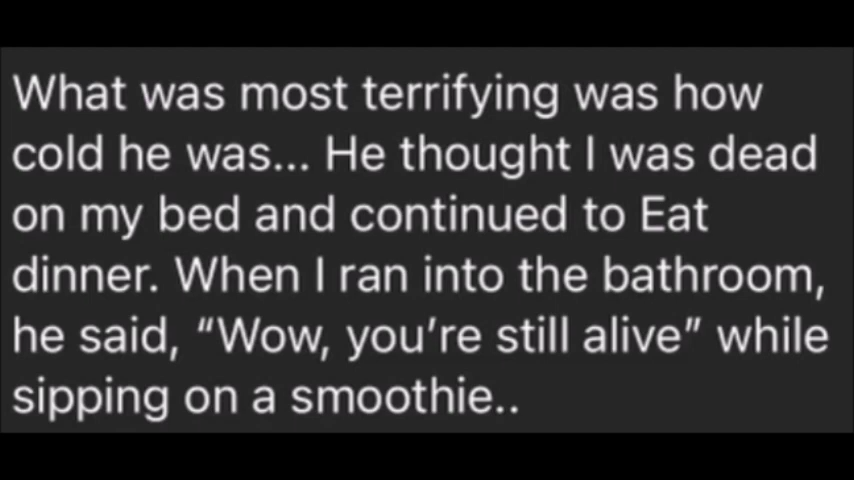 What was most terrifying was how
cold he was... He thought I was dead
on my bed and continued to Eat
dinner. When I ran into the bathroom,
he said, “Wow, you’re still alive” while
sipping on a smoothie..